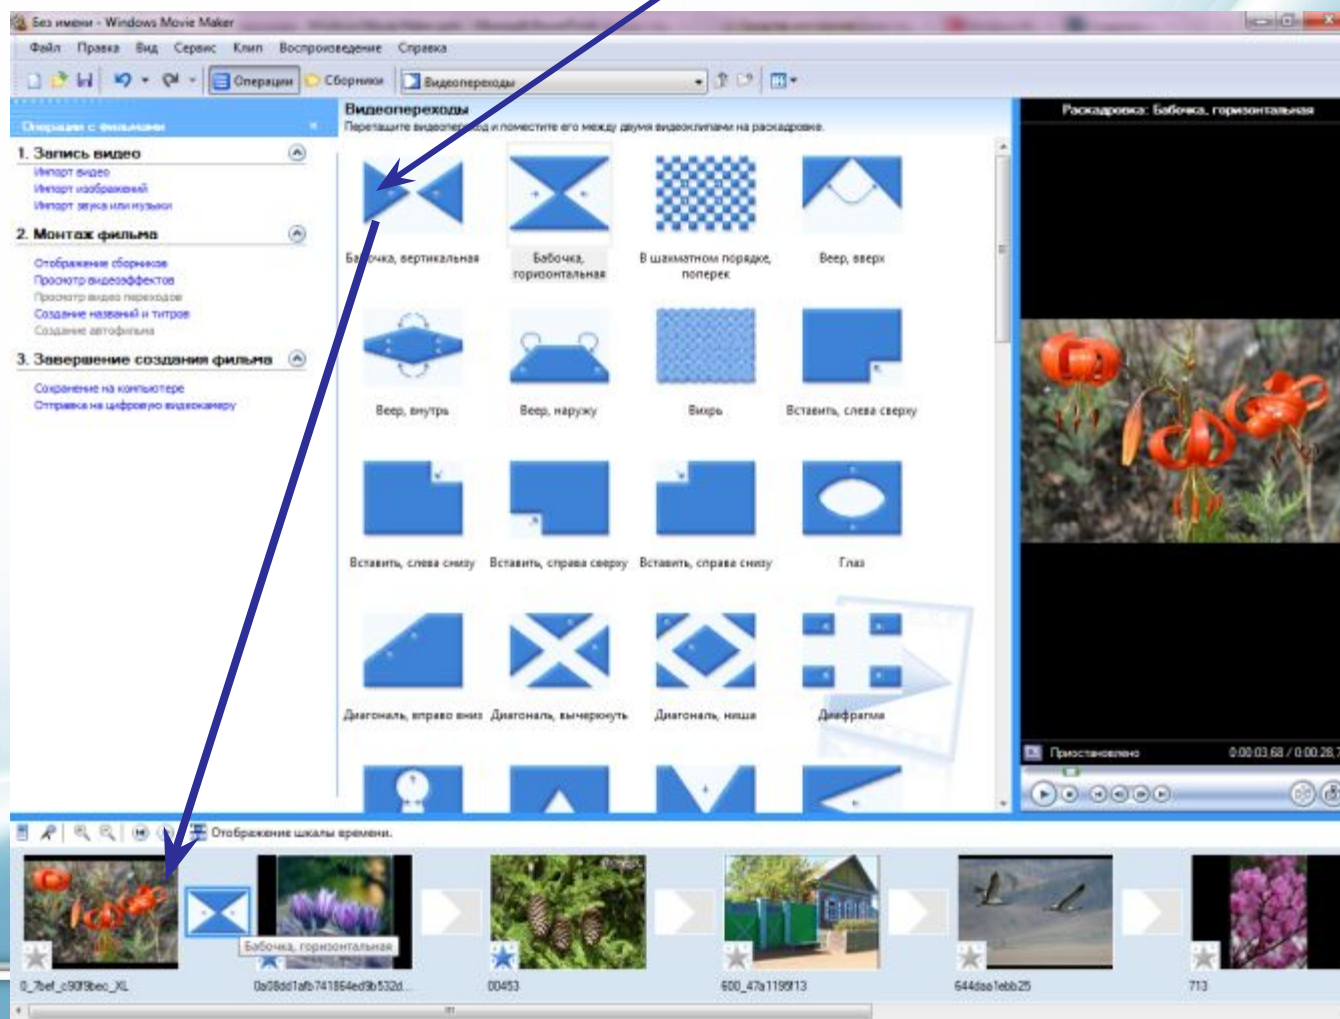 Без имени - Windows Movie Maker
Файл Правка Вид Сервис Клип Воспроизведение Справка
Операции Сборники Видеопереходы
Операции с фильмами
1. Запись видео
Импорт видео
Импорт изображений
Импорт звука или музыки
2. Монтаж фильма
Отображение сборников
Просмотр видеоэффектов
Просмотр видео переходов
Создание названий и титров
Создание автофильма
3. Завершение создания фильма
Сохранение на компьютере
Отправка на цифровую видеокамеру
Видеопереходы
Перетащите видеопереход и поместите его между двумя видеоклипами на раскадровке.
Бабочка, вертикальная
Бабочка,
горизонтальная
В шахматном порядке,
поперек
Веер, вверх
Веер, внутрь
Веер, наружу
Вихрь
Вставить, слева сверху
Вставить, слева снизу
Вставить, справа сверху
Вставить, справа снизу
Глаз
Диагональ, вправо вниз
Диагональ, вычеркнуть
Диагональ, ниша
Диафрагма
Раскадровка: Бабочка, горизонтальная
Приостановлено
0:00:03,68 / 0:00:28,7
Отображение шкалы времени.
Бабочка, горизонтальная
0_7bef_c90f9bec_XL
0a08dd1afb741864ed9b532d...
00453
600_47a1195f13
644daa1ebb25
713